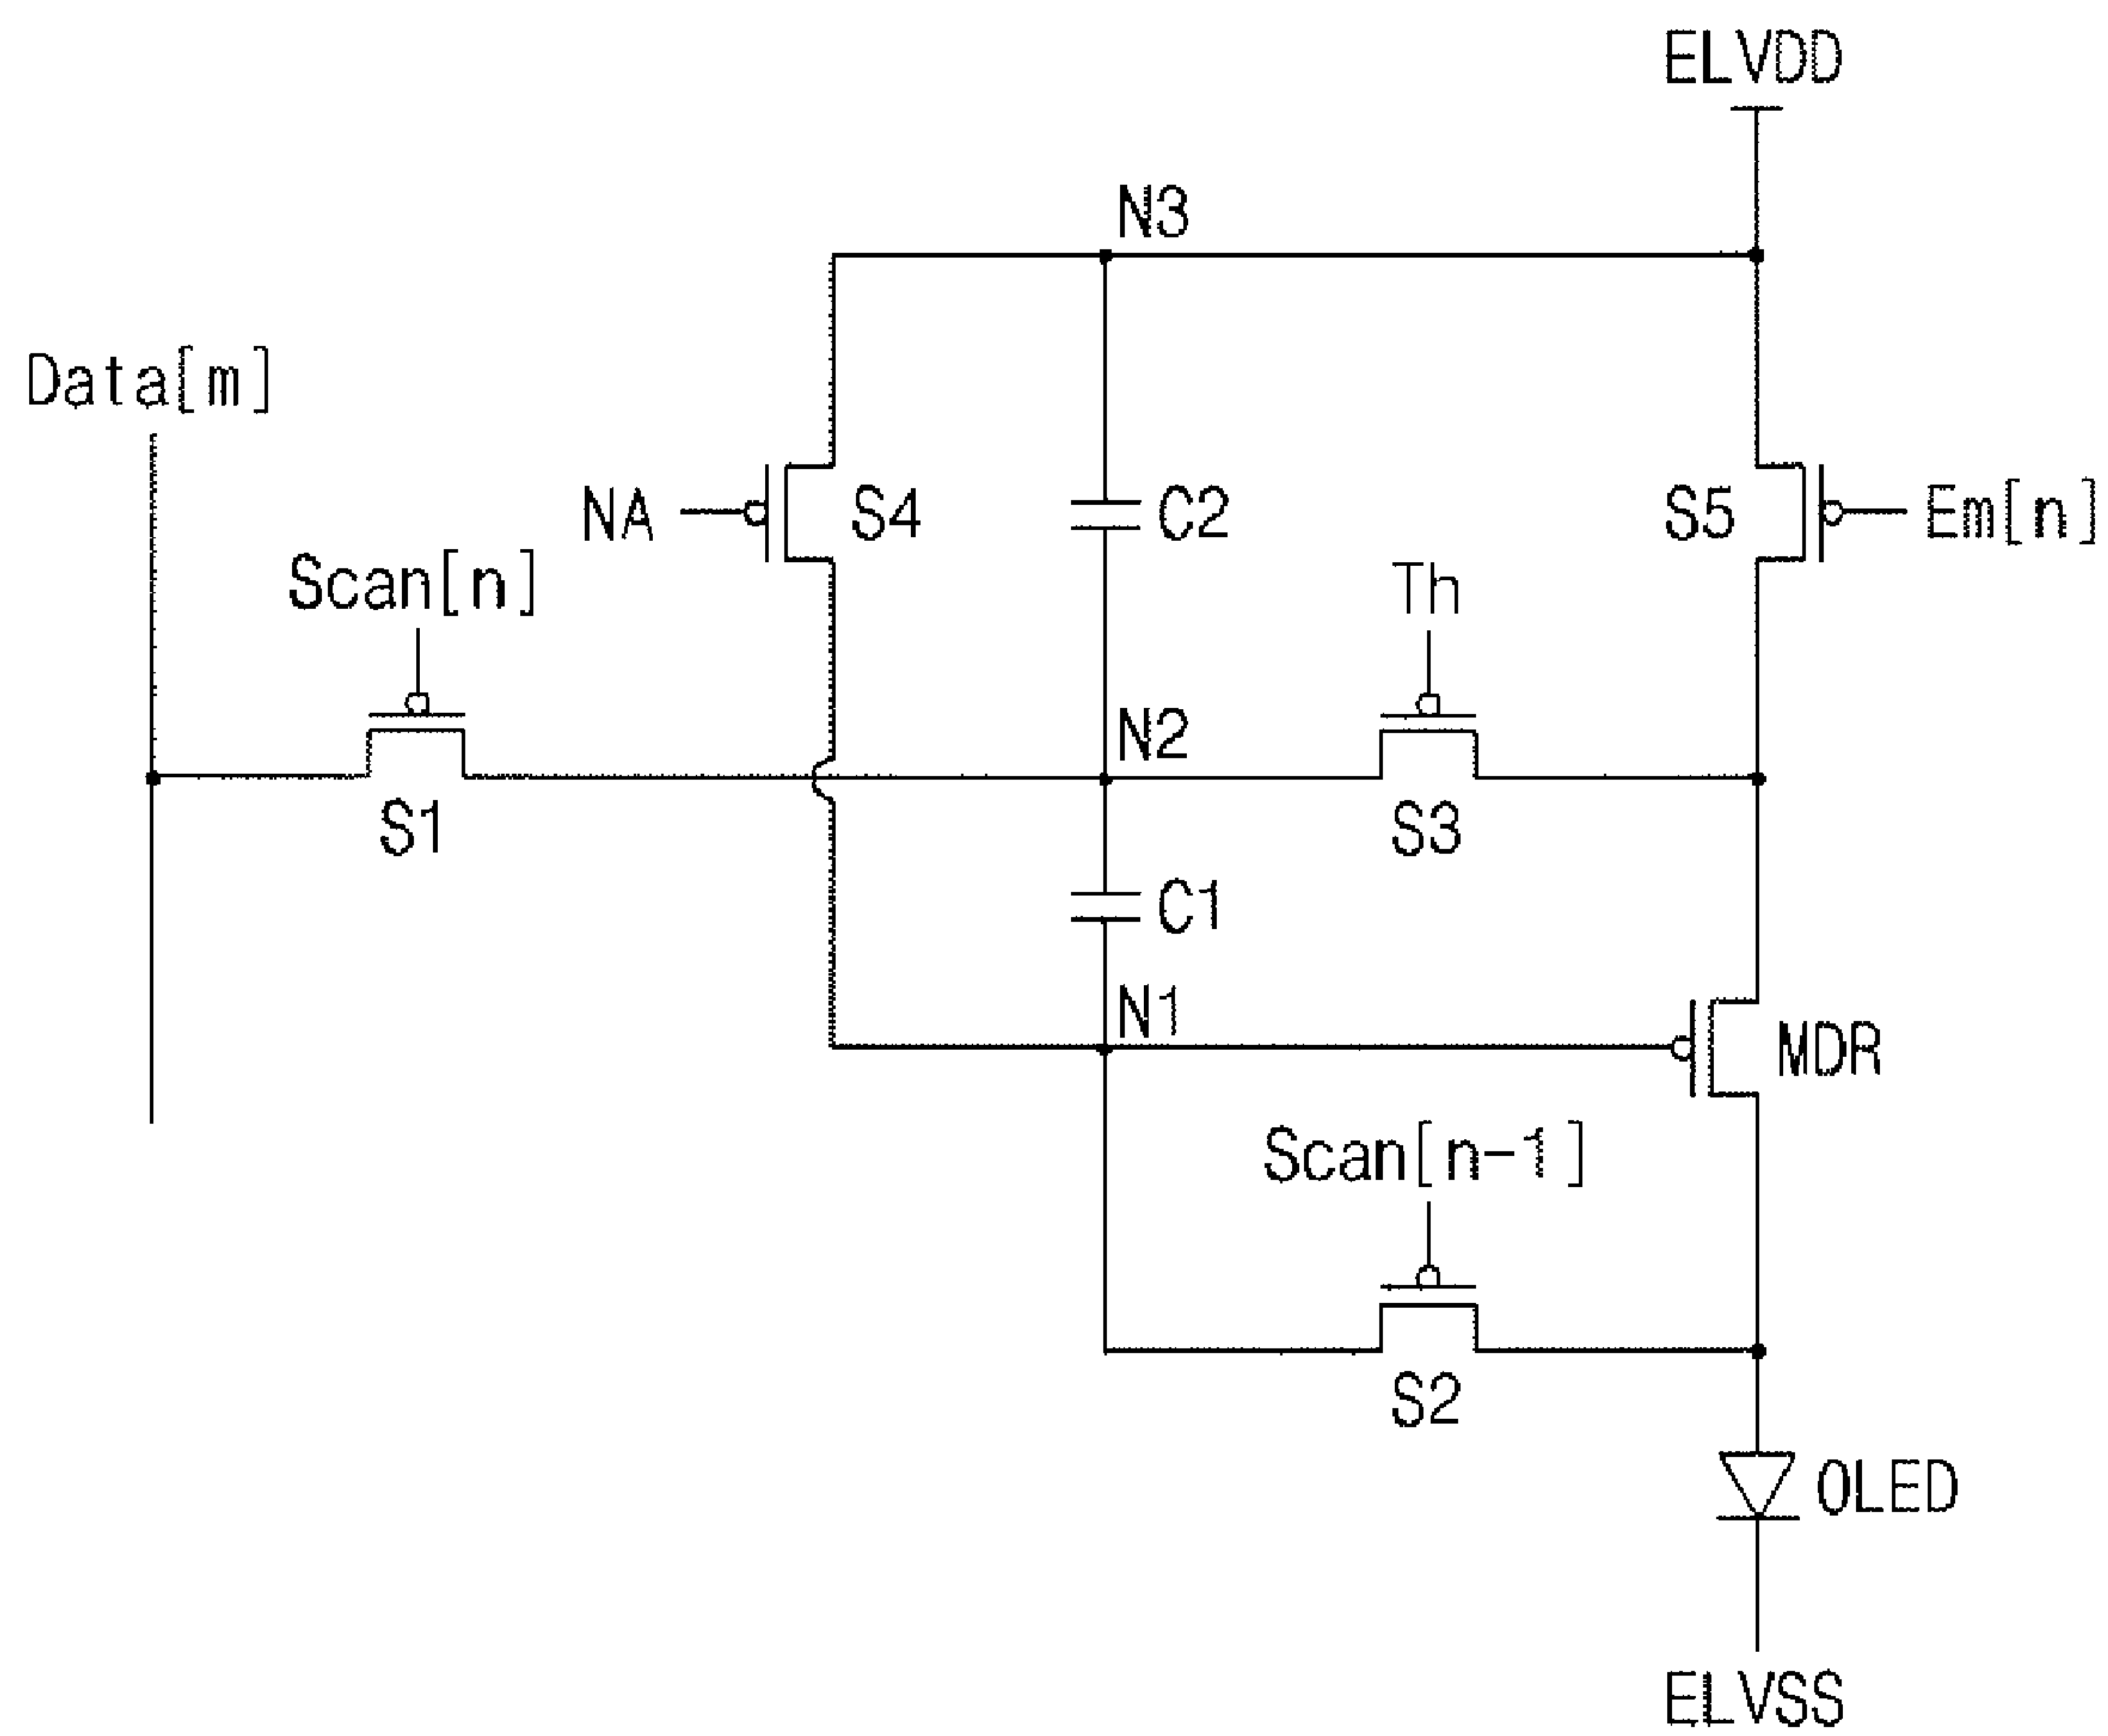 ELVDD
N3
Data[m]
NA
S4
C2
S5
Em[n]
Scan[n]
Th
N2
S1
S3
C1
N1
MDR
Scan[n-1]
S2
OLED
ELVSS